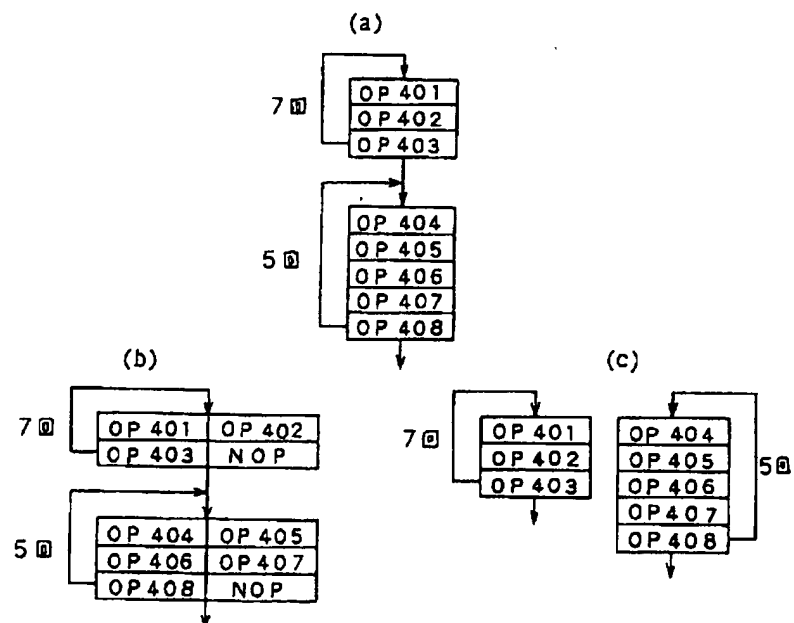 (a)
7回
OP 401
OP 402
OP 403
5回
OP 404
OP 405
OP 406
OP 407
OP 408
(b)
7回
OP 401 OP 402
OP 403 NOP
5回
OP 404 OP 405
OP 406 OP 407
OP 408 NOP
(c)
7回
OP 401
OP 402
OP 403
OP 404
OP 405
OP 406
OP 407
OP 408
5回